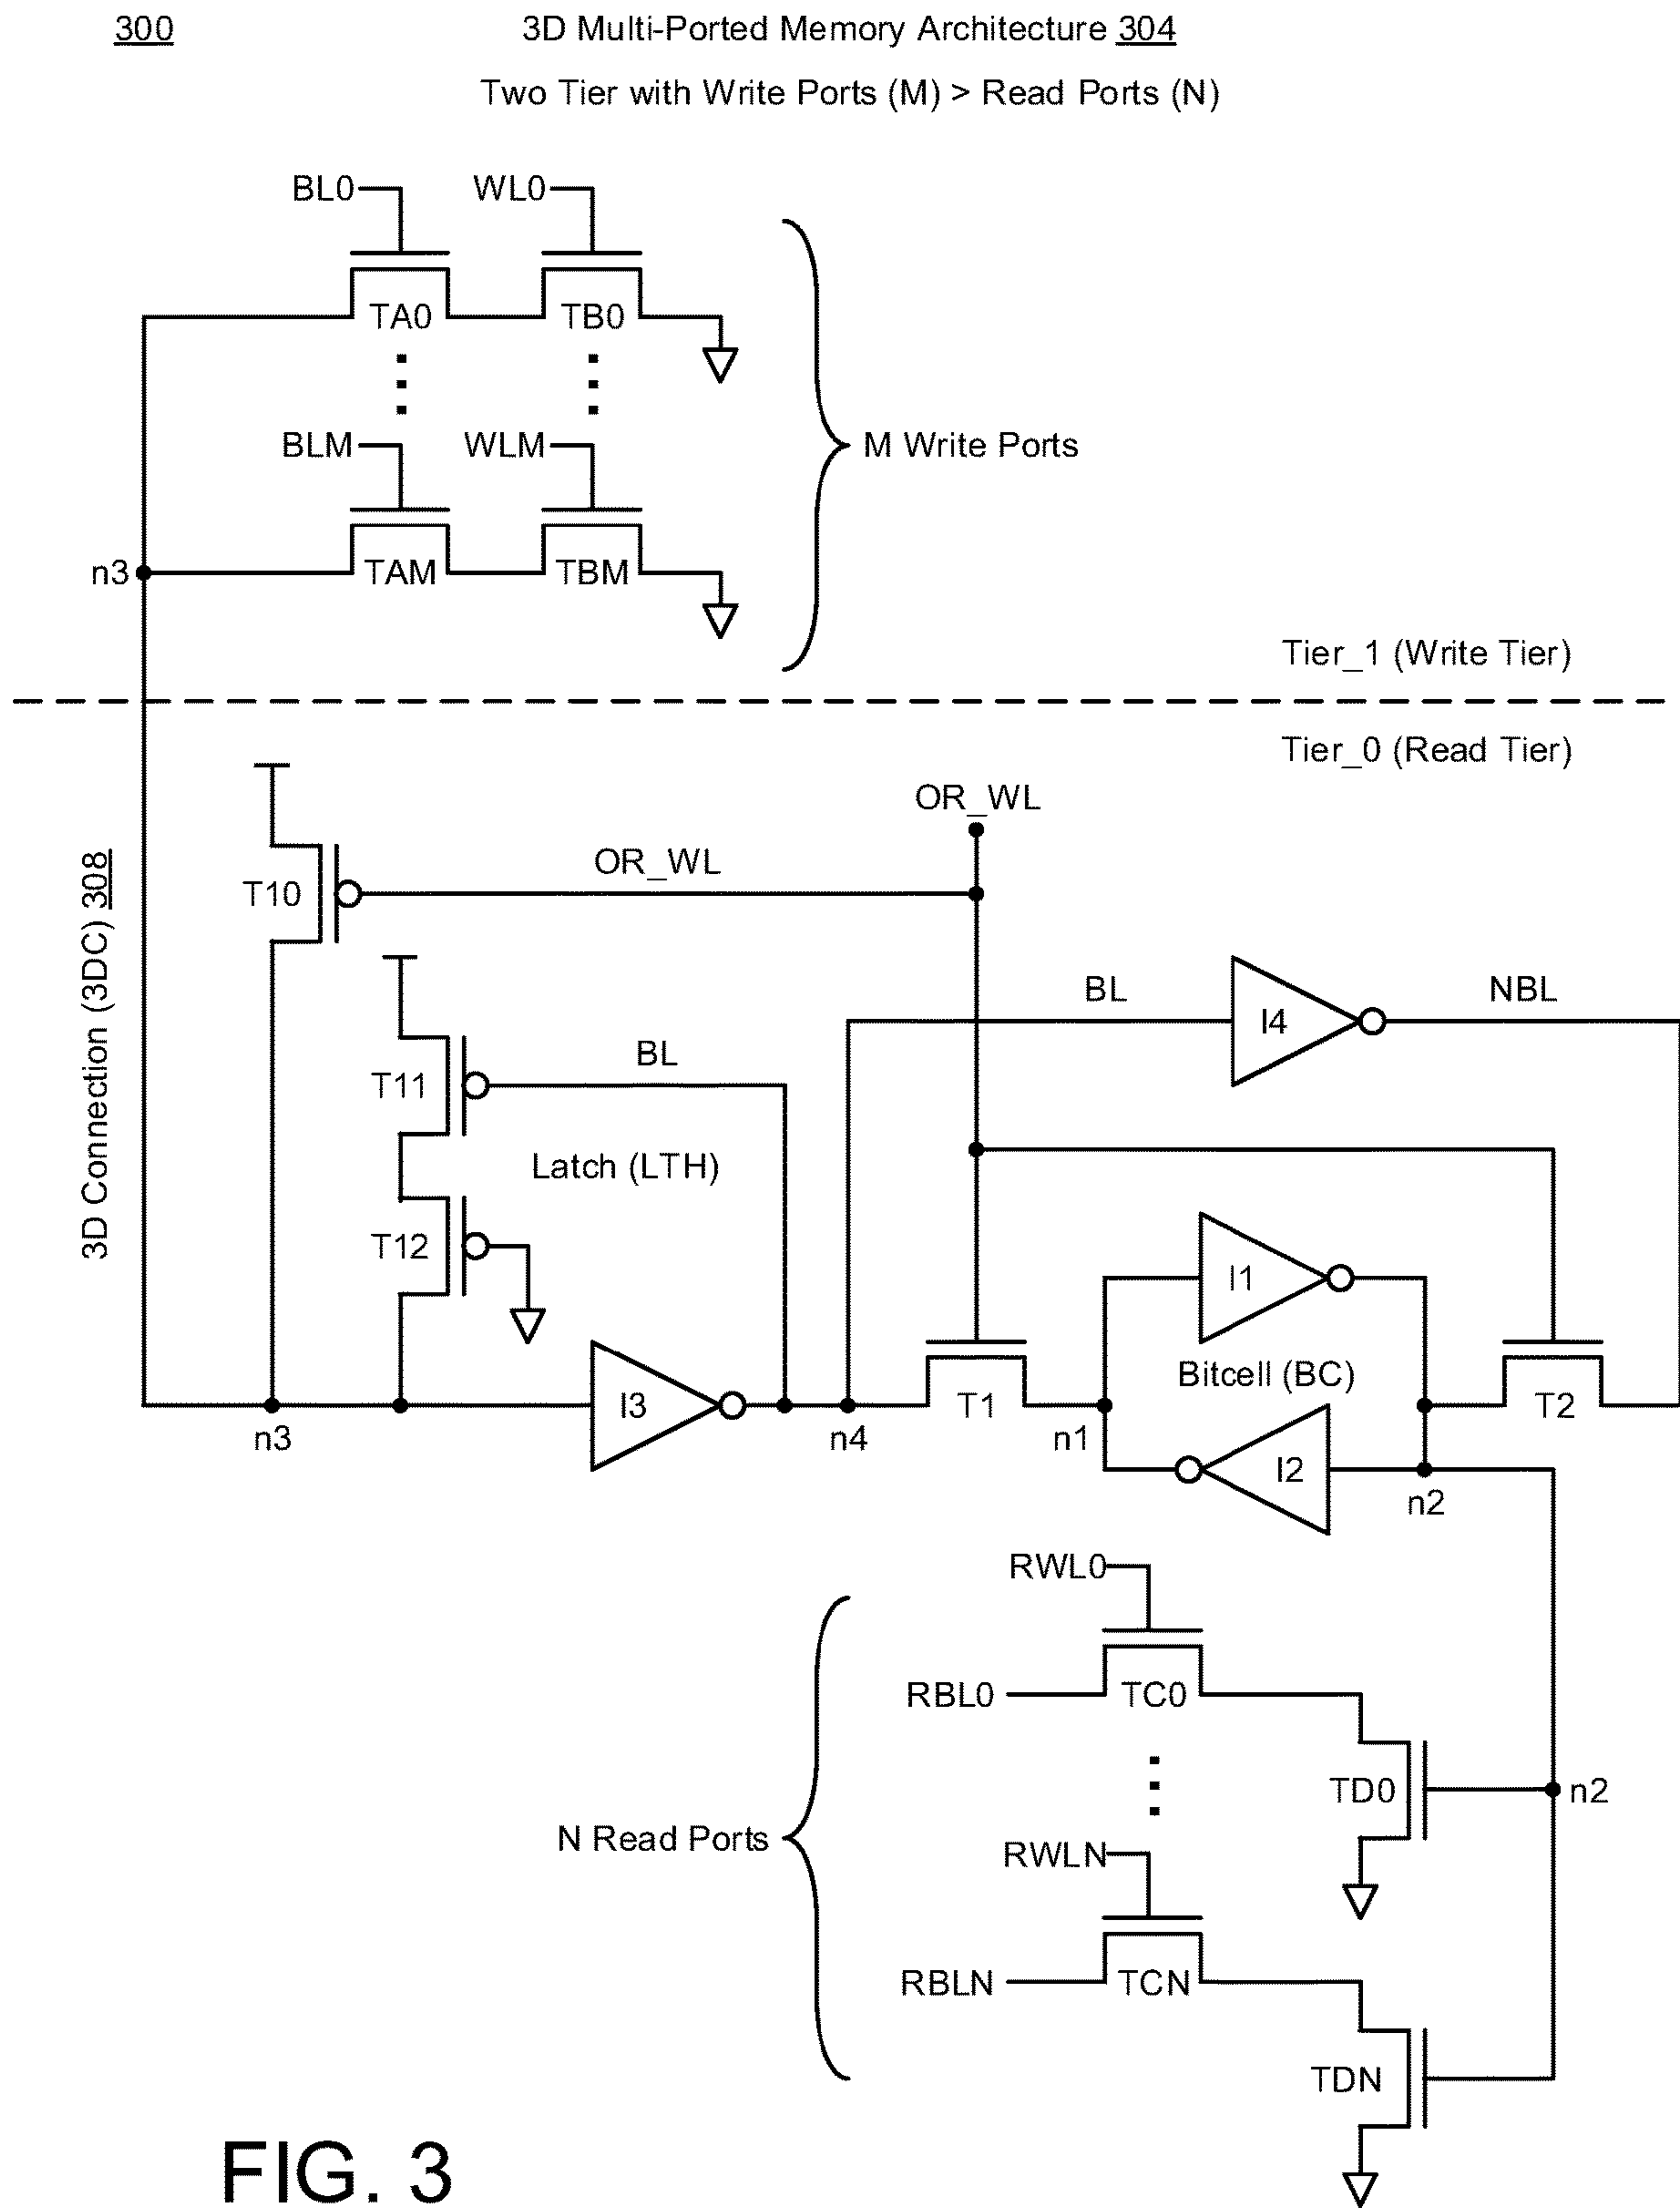 300
3D Multi-Ported Memory Architecture 304
Two Tier with Write Ports (M) > Read Ports (N)
BL0
WL0
TA0
TB0
BLM
WLM
M Write Ports
n3
TAM
TBM
Tier_1 (Write Tier)
Tier_0 (Read Tier)
OR_WL
OR_WL
T10
3D Connection (3DC) 308
BL
NBL
I4
BL
T11
Latch (LTH)
T12
I1
Bitcell (BC)
I3
T1
T2
n3
n4
n1
I2
n2
RWL0
RBL0
TC0
TD0
n2
N Read Ports
RWLN
RBLN
TCN
TDN
FIG. 3